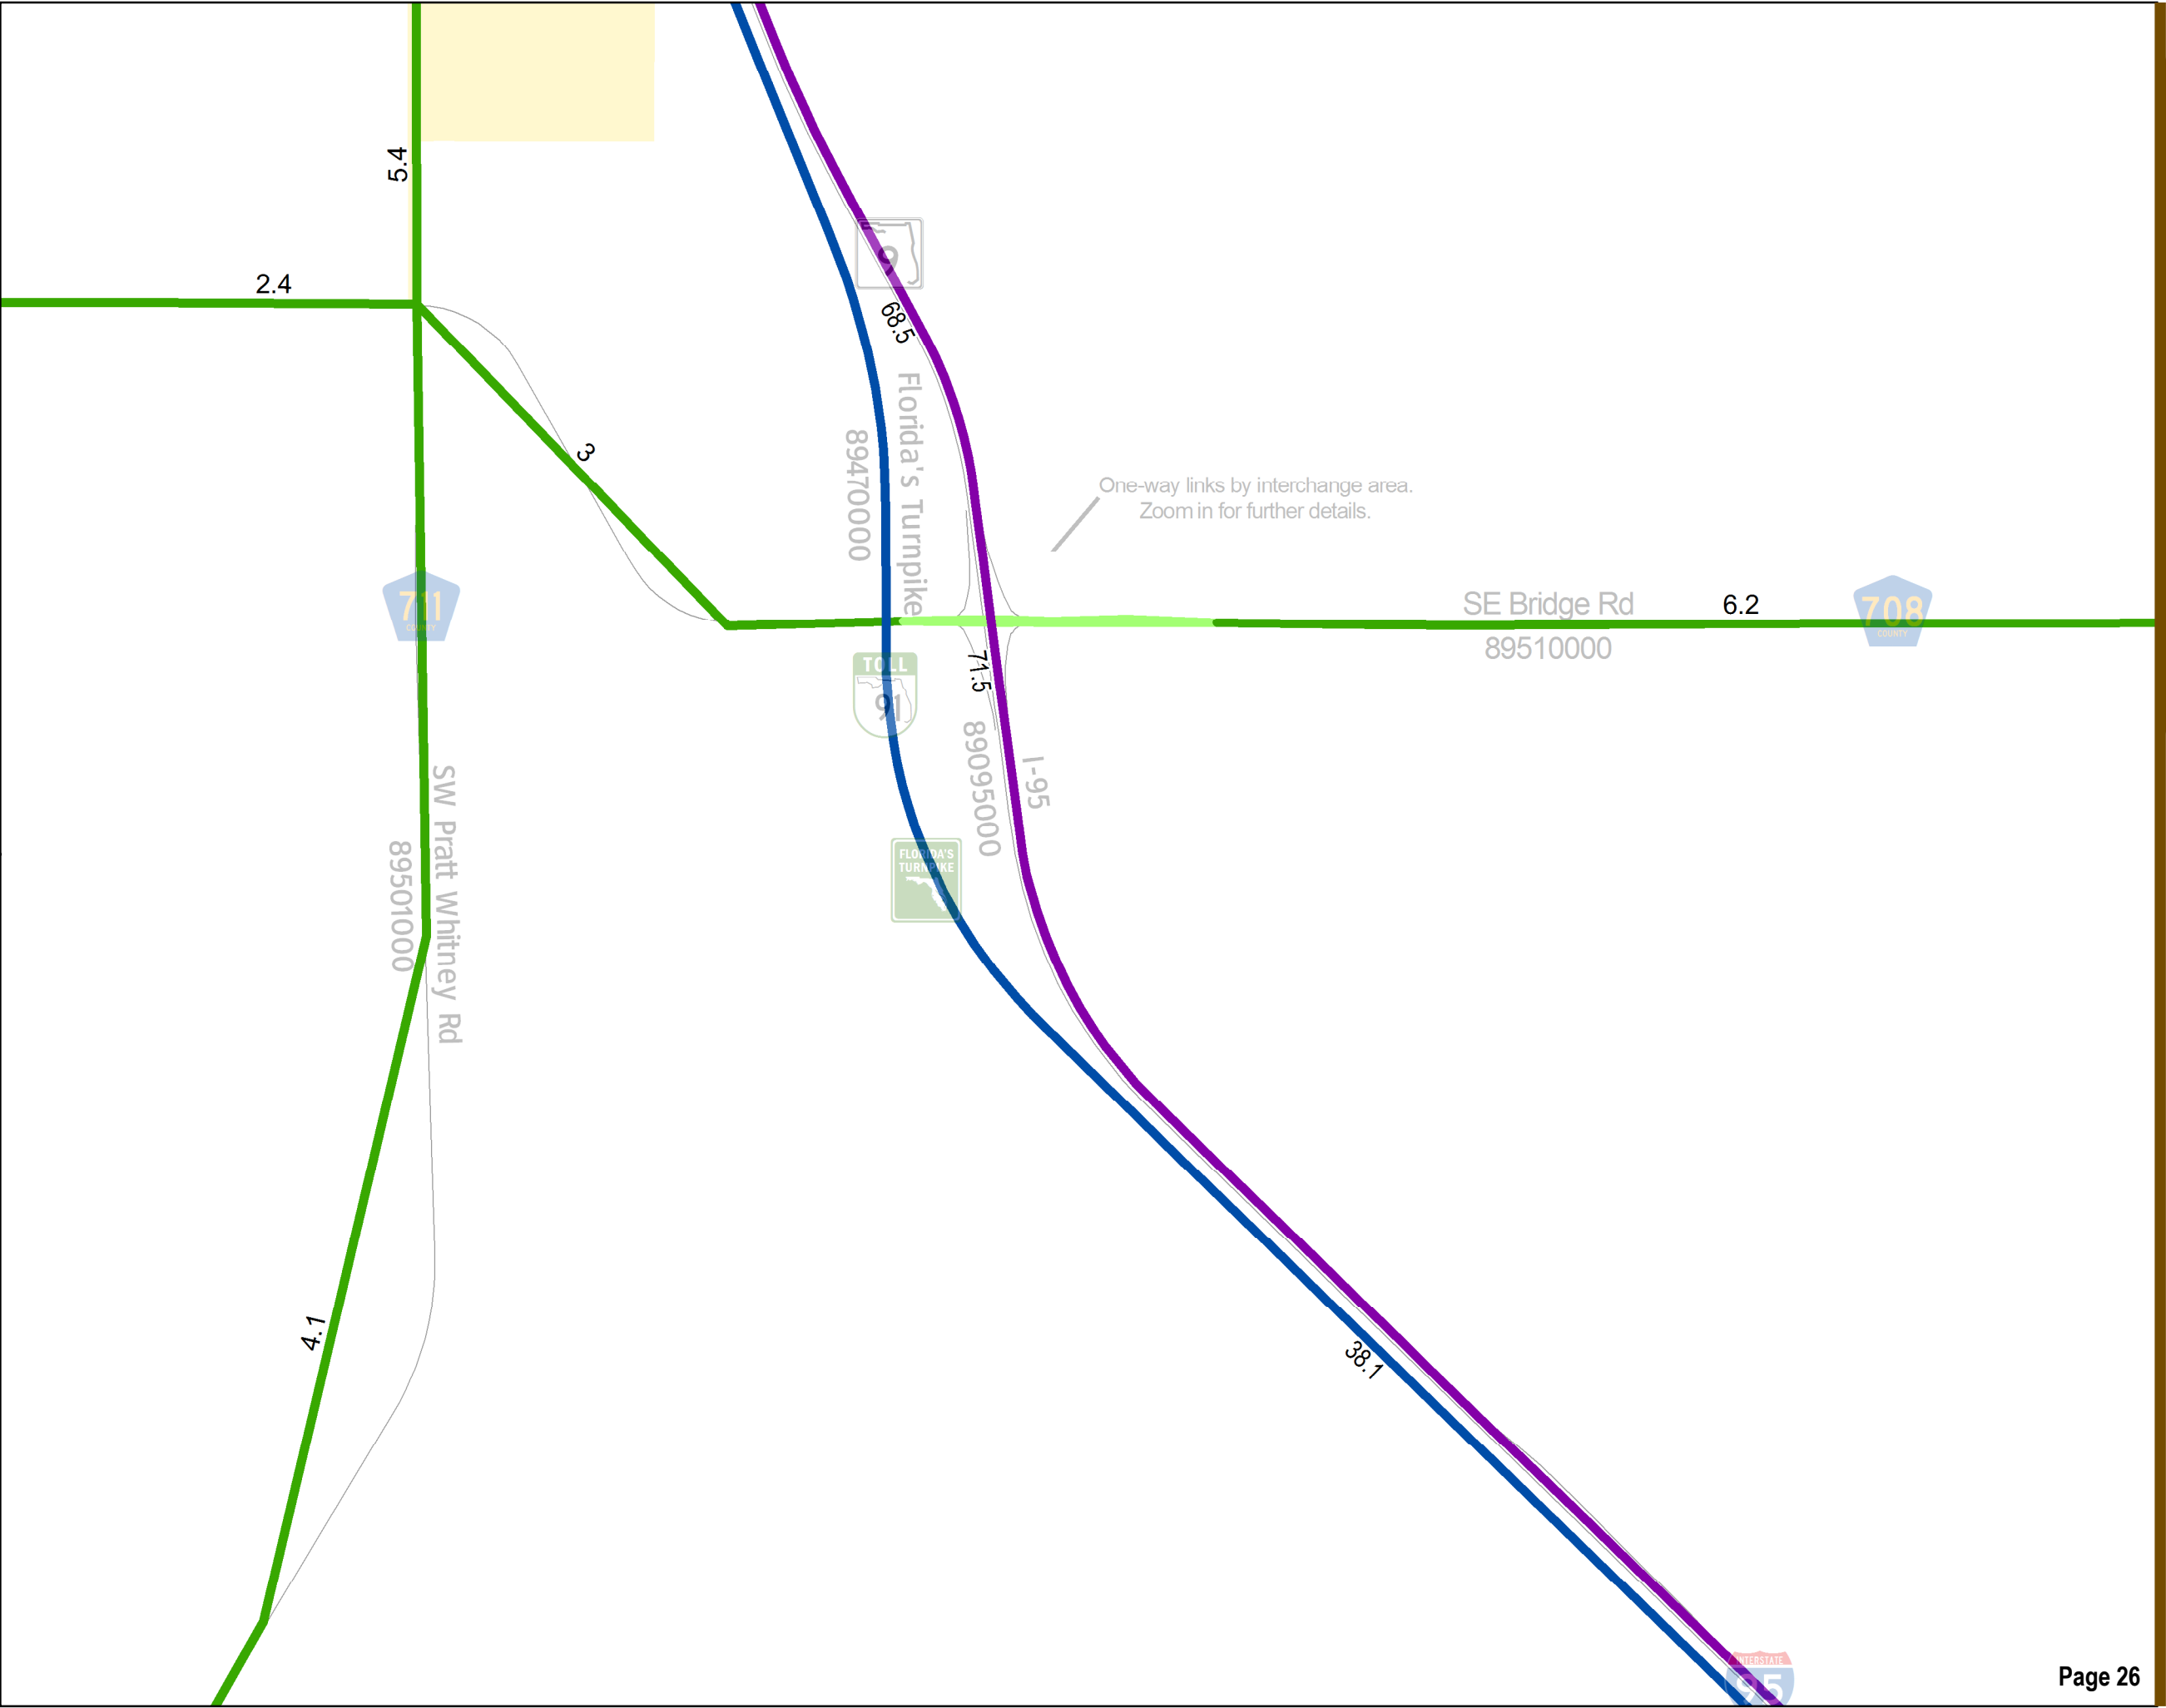 5.4
2.4
9
68.5
3
Florida's Turnpike
89470000
One-way links by interchange area.
Zoom in for further details.
711
COUNTY
SE Bridge Rd
6.2
708
COUNTY
89510000
TOLL
91
71.5
89095000
I-95
SW Pratt Whitney Rd
89501000
FLORIDA'S
TURNPIKE
4.1
38.1
INTERSTATE
95
Page 26